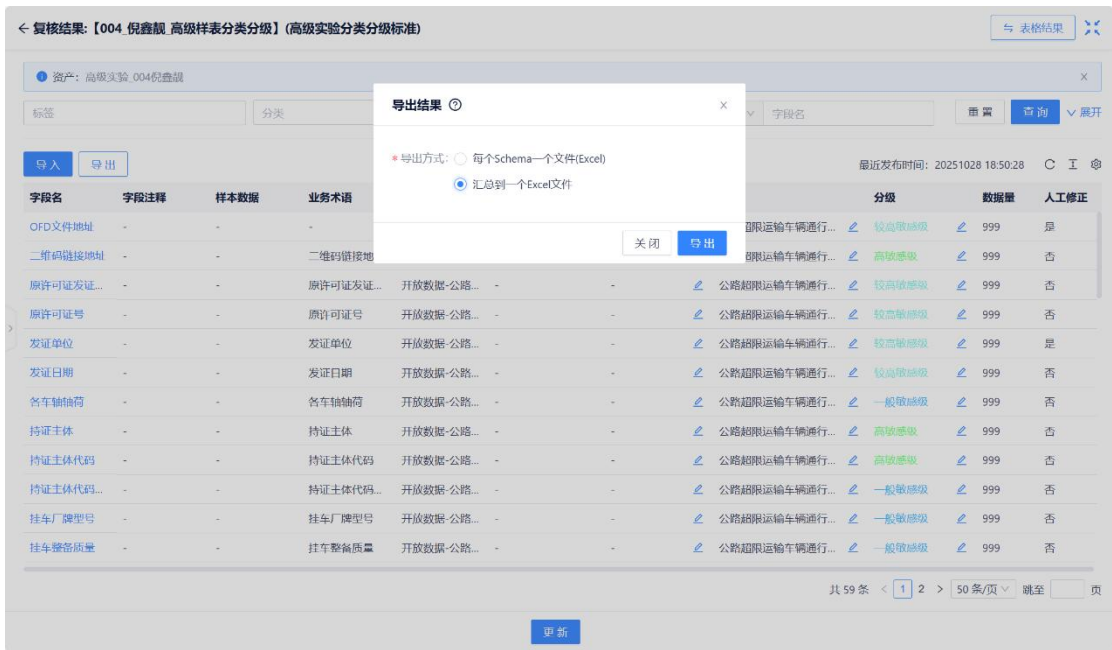 ← 复核结果:【004_倪鑫靓_高级样表分类分级】(高级实验分类分级标准) 表格结果
资产: 高级实验_004倪鑫靓 X
标签 分类 字段名 重置 查询 展开
导入 导出 最近发布时间: 20251028 18:50:28
导出结果 ? X
* 导出方式: 每个Schema一个文件(Excel)
汇总到一个Excel文件
关闭 导出
字段名 字段注释 样本数据 业务术语 分级 数据量 人工修正
OFD文件地址 - - - 超限运输车辆通行... 较高敏感级 999 是
二维码链接地址 - - 二维码链接地 超限运输车辆通行... 高敏感级 999 否
原许可证发证... - - 原许可证发证... 开放数据-公路... - - 公路超限运输车辆通行... 较高敏感级 999 否
原许可证号 - - 原许可证号 开放数据-公路... - - 公路超限运输车辆通行... 较高敏感级 999 否
发证单位 - - 发证单位 开放数据-公路... - - 公路超限运输车辆通行... 较高敏感级 999 是
发证日期 - - 发证日期 开放数据-公路... - - 公路超限运输车辆通行... 较高敏感级 999 否
各车轴轴荷 - - 各车轴轴荷 开放数据-公路... - - 公路超限运输车辆通行... 一般敏感级 999 否
持证主体 - - 持证主体 开放数据-公路... - - 公路超限运输车辆通行... 高敏感级 999 否
持证主体代码 - - 持证主体代码 开放数据-公路... - - 公路超限运输车辆通行... 高敏感级 999 否
持证主体代码... - - 持证主体代码... 开放数据-公路... - - 公路超限运输车辆通行... 一般敏感级 999 否
挂车厂牌型号 - - 挂车厂牌型号 开放数据-公路... - - 公路超限运输车辆通行... 一般敏感级 999 否
挂车整备质量 - - 挂车整备质量 开放数据-公路... - - 公路超限运输车辆通行... 一般敏感级 999 否
共 59 条 < 1 2 > 50 条/页 跳至 页
更新